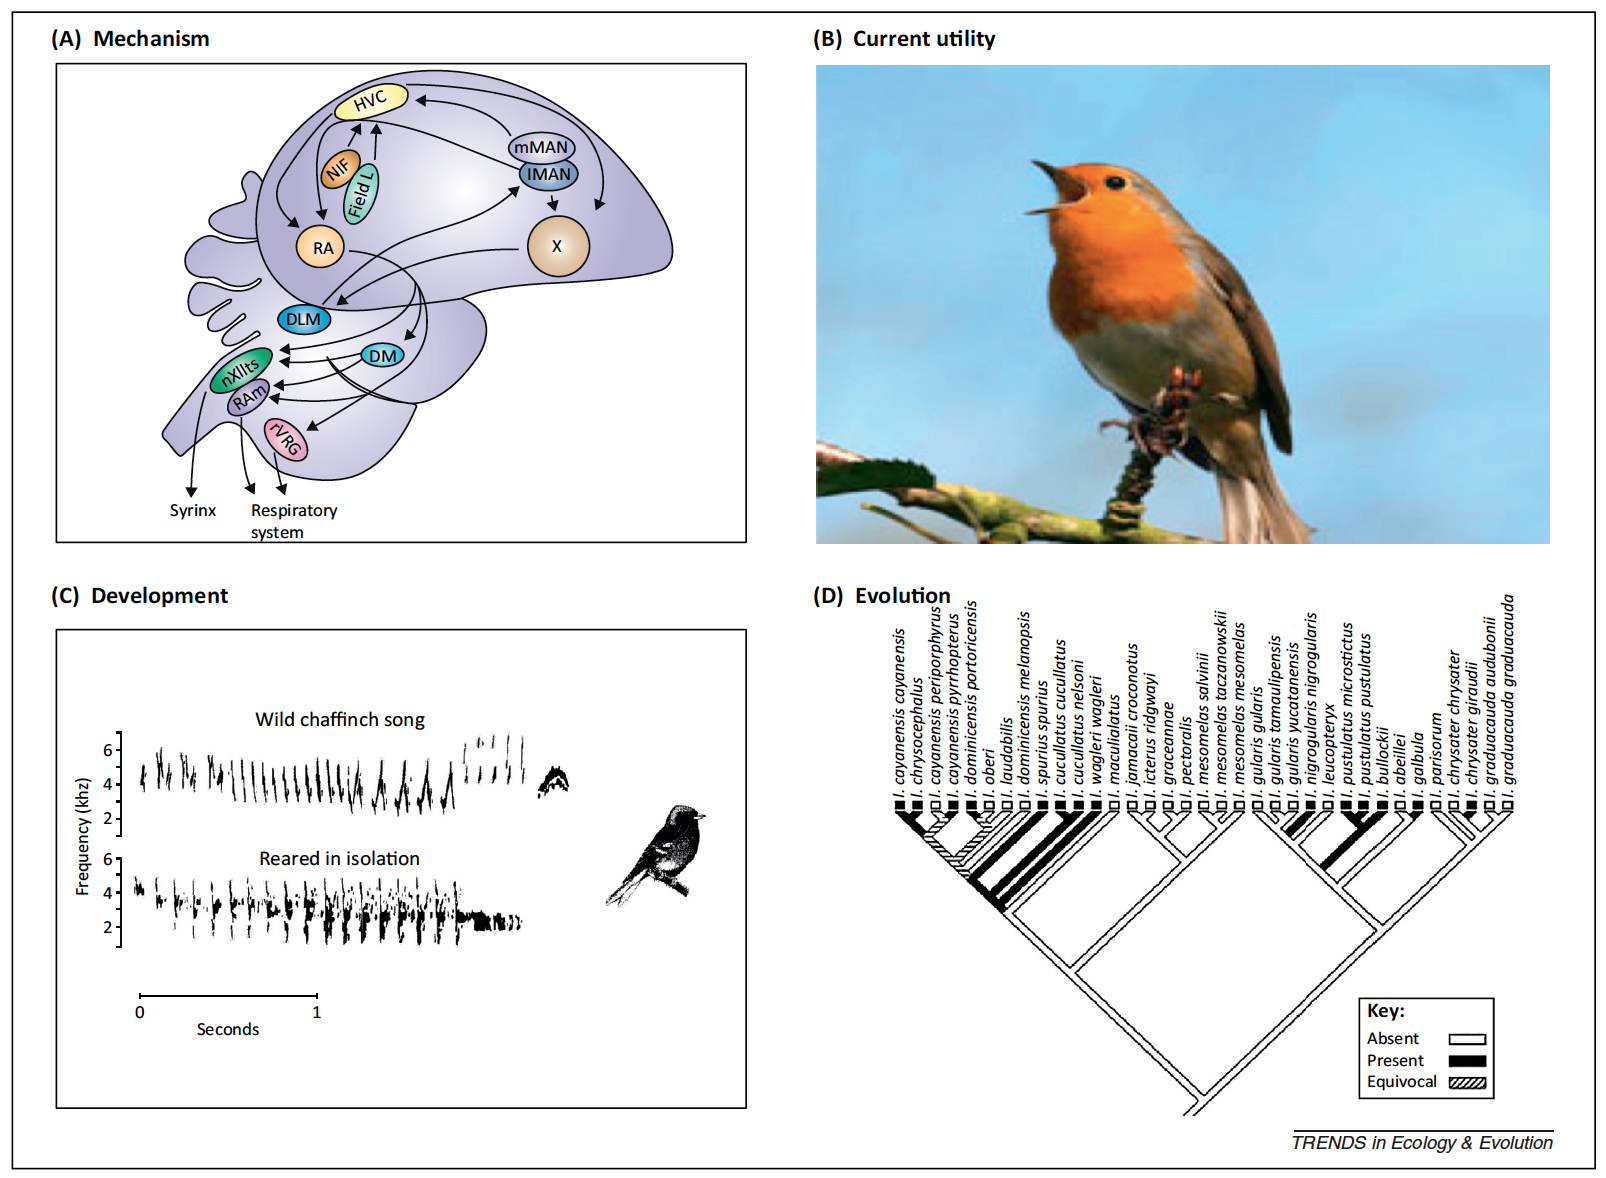 (A) Mechanism
HVC
NIF
Field L
mMAN
lMAN
RA
X
DLM
DM
nXIIts
RAm
rVRG
Syrinx
Respiratory
system
(B) Current utility
(C) Development
Wild chaffinch song
6
4
2
Reared in isolation
6
4
2
Frequency (khz)
0
1
Seconds
(D) Evolution
I. cayanensis cayanensis
I. chrysocephalus
I. cayanensis periporphyrus
I. cayanensis pyrrhopterus
I. dominicensis portoricensis
I. oberi
I. laudabilis
I. dominicensis melanopsis
I. spurius spurius
I. cucullatus cucullatus
I. cucullatus nelsoni
I. wagleri wagleri
I. maculialatus
I. jamacaii croconotus
I. icterus ridgwayi
I. graceannae
I. pectoralis
I. mesomelas salvinii
I. mesomelas taczanowskii
I. mesomelas mesomelas
I. gularis gularis
I. gularis tamaulipensis
I. gularis yucatanensis
I. nigrogularis nigrogularis
I. leucopteryx
I. pustulatus microstictus
I. pustulatus pustulatus
I. bullockii
I. abeillei
I. galbula
I. parisorum
I. chrysater chrysater
I. chrysater giraudii
I. graduacauda audubonii
I. graduacauda graduacauda
Key:
Absent
Present
Equivocal
TRENDS in Ecology & Evolution